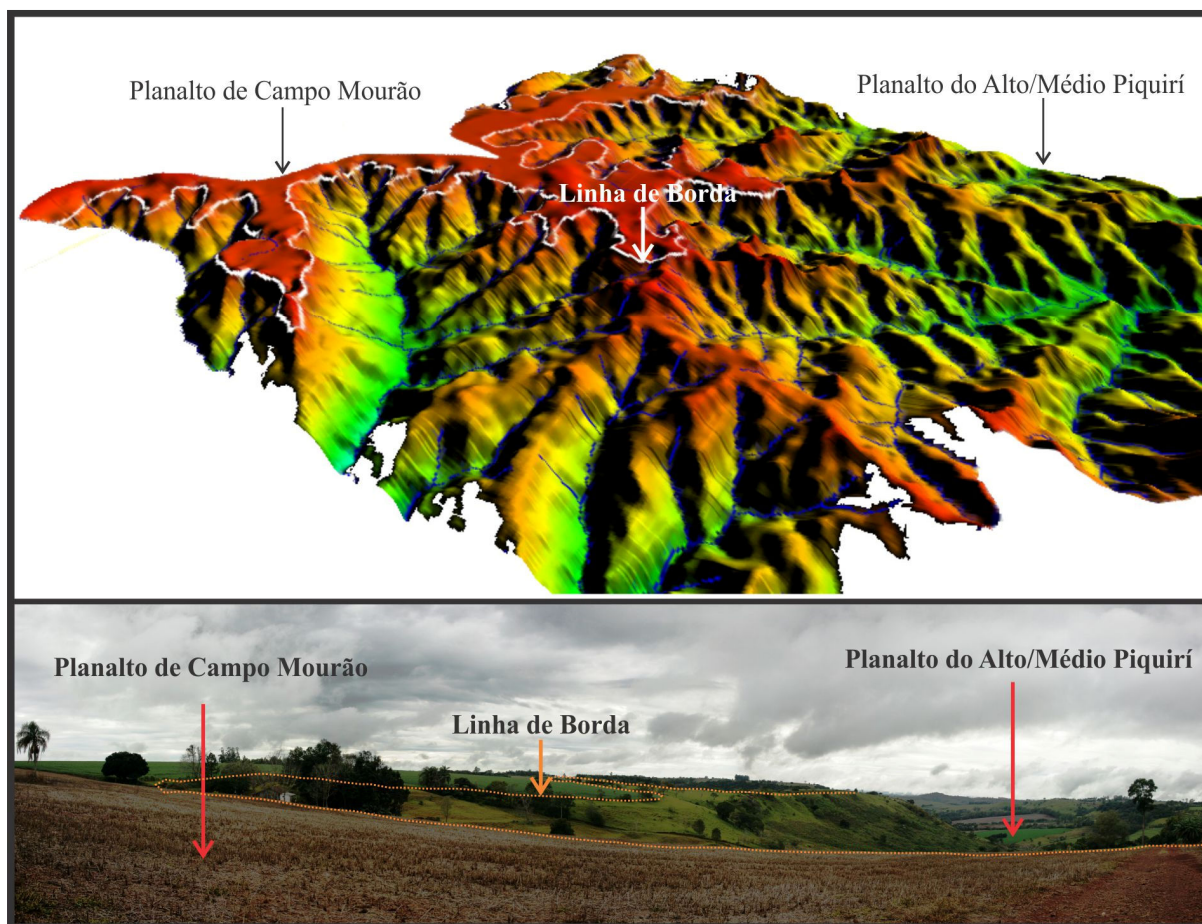 Planalto de Campo Mourão
Planalto do Alto/Médio Piquirí
Linha de
Borda
Planalto de Campo Mourão
Planalto do Alto/Médio Piquirí
Linha de Borda